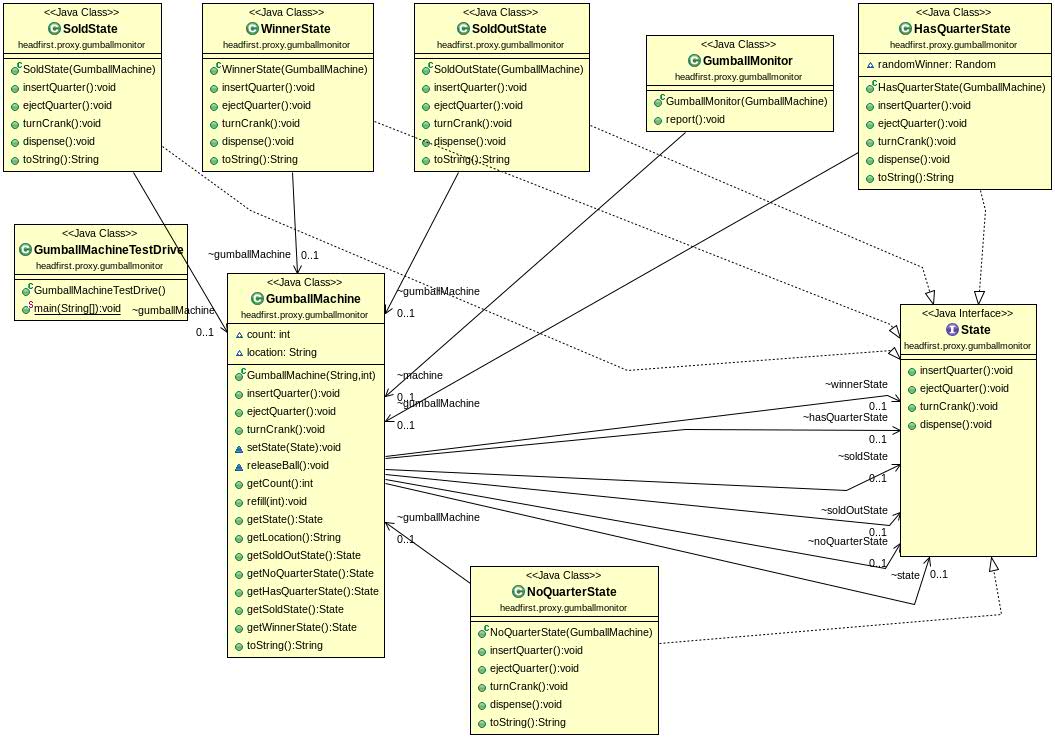 <<Java Class>>
SoldState
headfirst.proxy.gumballmonitor
SoldState(GumballMachine)
insertQuarter():void
ejectQuarter():void
turnCrank():void
dispense():void
toString():String
<<Java Class>>
WinnerState
headfirst.proxy.gumballmonitor
WinnerState(GumballMachine)
insertQuarter():void
ejectQuarter():void
turnCrank():void
dispense():void
toString():String
<<Java Class>>
SoldOutState
headfirst.proxy.gumballmonitor
SoldOutState(GumballMachine)
insertQuarter():void
ejectQuarter():void
turnCrank():void
dispense():void
toString():String
<<Java Class>>
GumballMonitor
headfirst.proxy.gumballmonitor
GumballMonitor(GumballMachine)
report():void
<<Java Class>>
HasQuarterState
headfirst.proxy.gumballmonitor
randomWinner: Random
HasQuarterState(GumballMachine)
insertQuarter():void
ejectQuarter():void
turnCrank():void
dispense():void
toString():String
<<Java Class>>
GumballMachineTestDrive
headfirst.proxy.gumballmonitor
GumballMachineTestDrive()
main(String[]):void
~gumballMachine
0..1
~gumballMachine
0..1
~gumballMachine
0..1
~machine
0..1
~gumballMachine
0..1
<<Java Class>>
GumballMachine
headfirst.proxy.gumballmonitor
count: int
location: String
GumballMachine(String,int)
insertQuarter():void
ejectQuarter():void
turnCrank():void
setState(State):void
releaseBall():void
getCount():int
refill(int):void
getState():State
getLocation():String
getSoldOutState():State
getNoQuarterState():State
getHasQuarterState():State
getSoldState():State
getWinnerState():State
toString():String
<<Java Interface>>
State
headfirst.proxy.gumballmonitor
insertQuarter():void
ejectQuarter():void
turnCrank():void
dispense():void
~winnerState
0..1
~hasQuarterState
0..1
~soldState
0..1
~soldOutState
0..1
~noQuarterState
0..1
~state
0..1
~gumballMachine
0..1
<<Java Class>>
NoQuarterState
headfirst.proxy.gumballmonitor
NoQuarterState(GumballMachine)
insertQuarter():void
ejectQuarter():void
turnCrank():void
dispense():void
toString():String